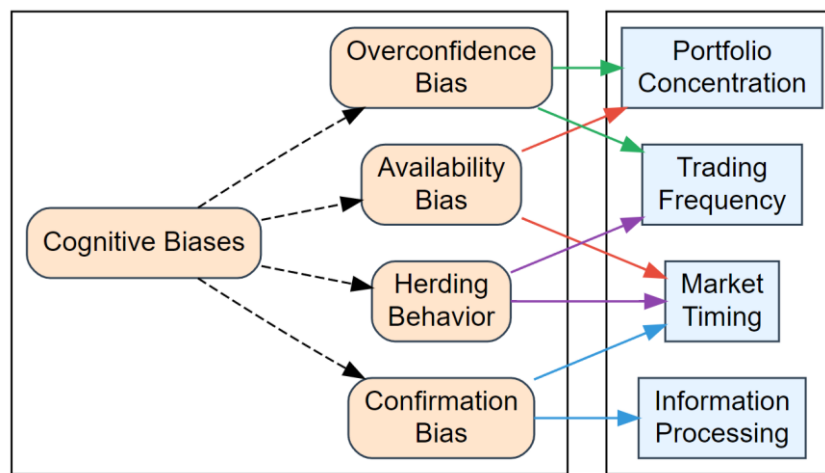 Cognitive Biases
Overconfidence
Bias
Availability
Bias
Herding
Behavior
Confirmation
Bias
Portfolio
Concentration
Trading
Frequency
Market
Timing
Information
Processing